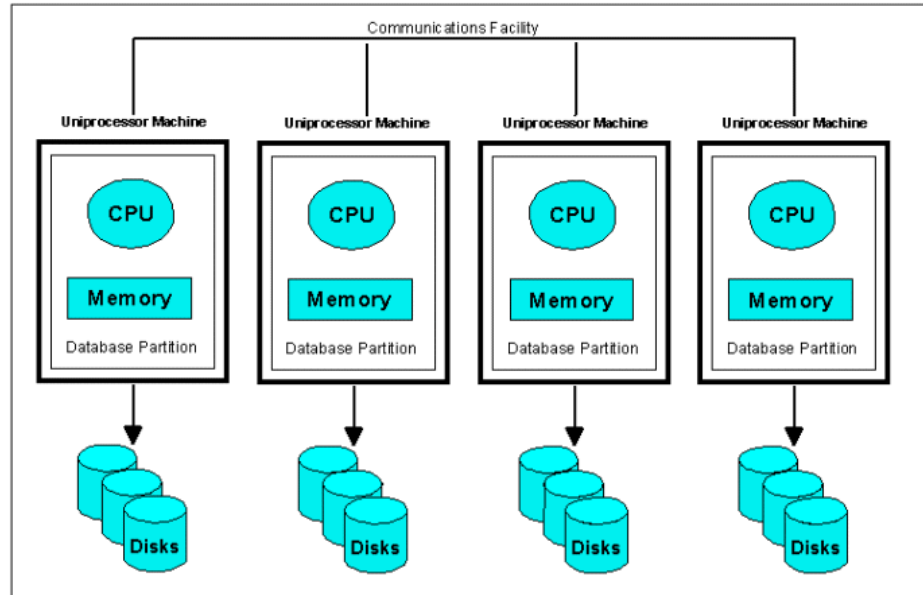 Communications Facility
Uniprocessor Machine
Uniprocessor Machine
Uniprocessor Machine
Uniprocessor Machine
CPU
CPU
CPU
CPU
Memory
Memory
Memory
Memory
Database Partition
Database Partition
Database Partition
Database Partition
Disks
Disks
Disks
Disks